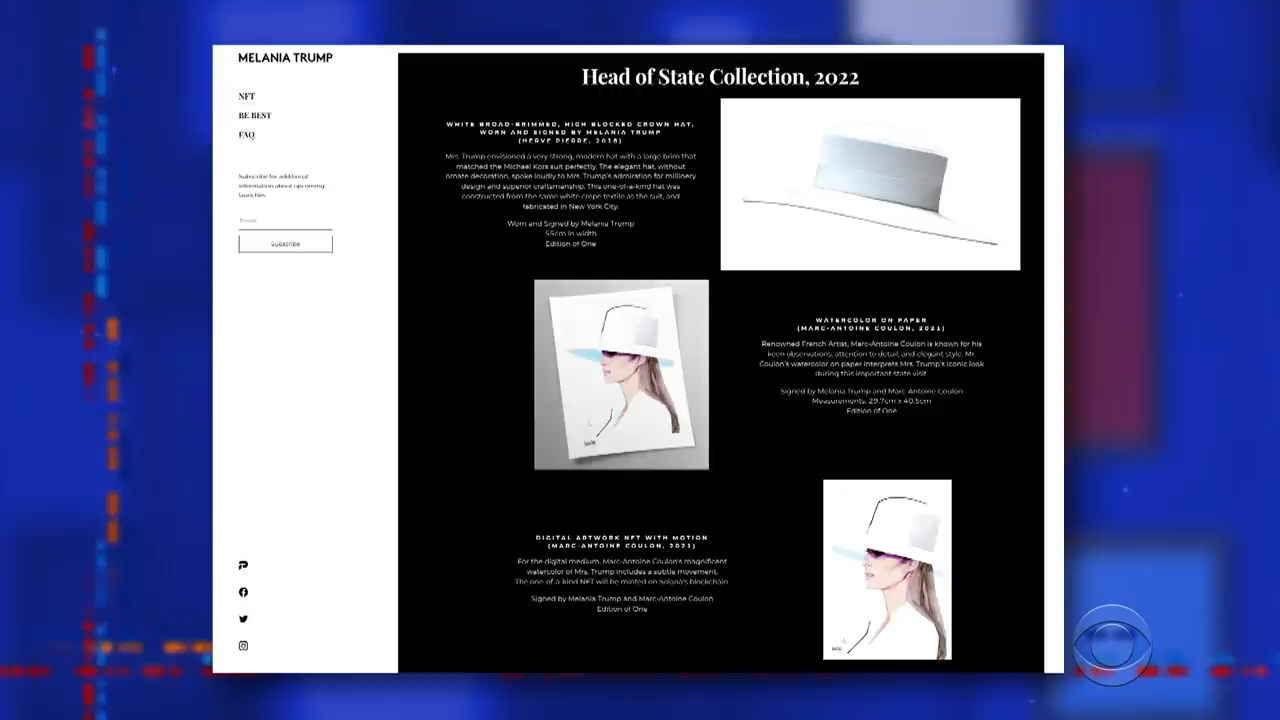 MELANIA TRUMP
NFT
BE BEST
FAQ
Subscribe for additional
information about upcoming
launches.
Email
Subscribe
Head of State Collection, 2022
WHITE BROAD-BRIMMED, HIGH BLOCKED CROWN HAT,
WORN AND SIGNED BY MELANIA TRUMP
(HERVE PIERRE, 2018)
Mrs. Trump envisioned a very strong, modern hat with a large brim that
matched the Michael Kors suit perfectly. The elegant hat, without
ornate decoration, spoke loudly to Mrs. Trump's admiration for millinery
design and superior craftsmanship. This one-of-a-kind hat was
constructed from the same white crepe textile as the suit, and
fabricated in New York City.
Worn and Signed by Melania Trump
55cm in width
Edition of One
WATERCOLOR ON PAPER
(MARC-ANTOINE COULON, 2021)
Renowned French Artist, Marc-Antoine Coulon is known for his
keen observations, attention to detail, and elegant style. Mr.
Coulon's watercolor on paper interprets Mrs. Trump's iconic look
during this important state visit.
Signed by Melania Trump and Marc-Antoine Coulon
Measurements: 29.7cm x 40.5cm
Edition of One
DIGITAL ARTWORK NFT WITH MOTION
(MARC-ANTOINE COULON, 2021)
For the digital medium, Marc-Antoine Coulon's magnificent
watercolor of Mrs. Trump includes a subtle movement.
The one-of-a-kind NFT will be minted on Solana's blockchain
Signed by Melania Trump and Marc-Antoine Coulon
Edition of One